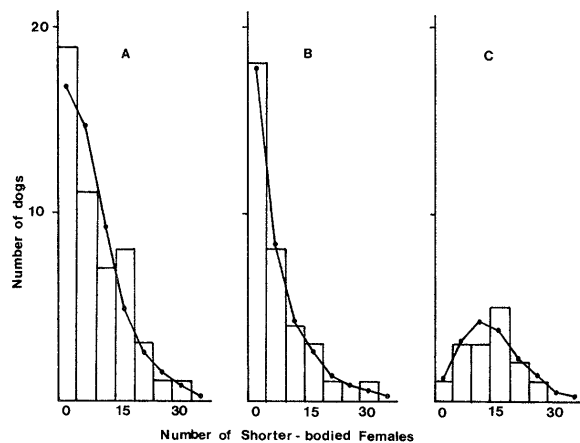 20
A
B
C
Number of dogs
10
0 15 30
0 15 30
0 15 30
Number of Shorter-bodied Females